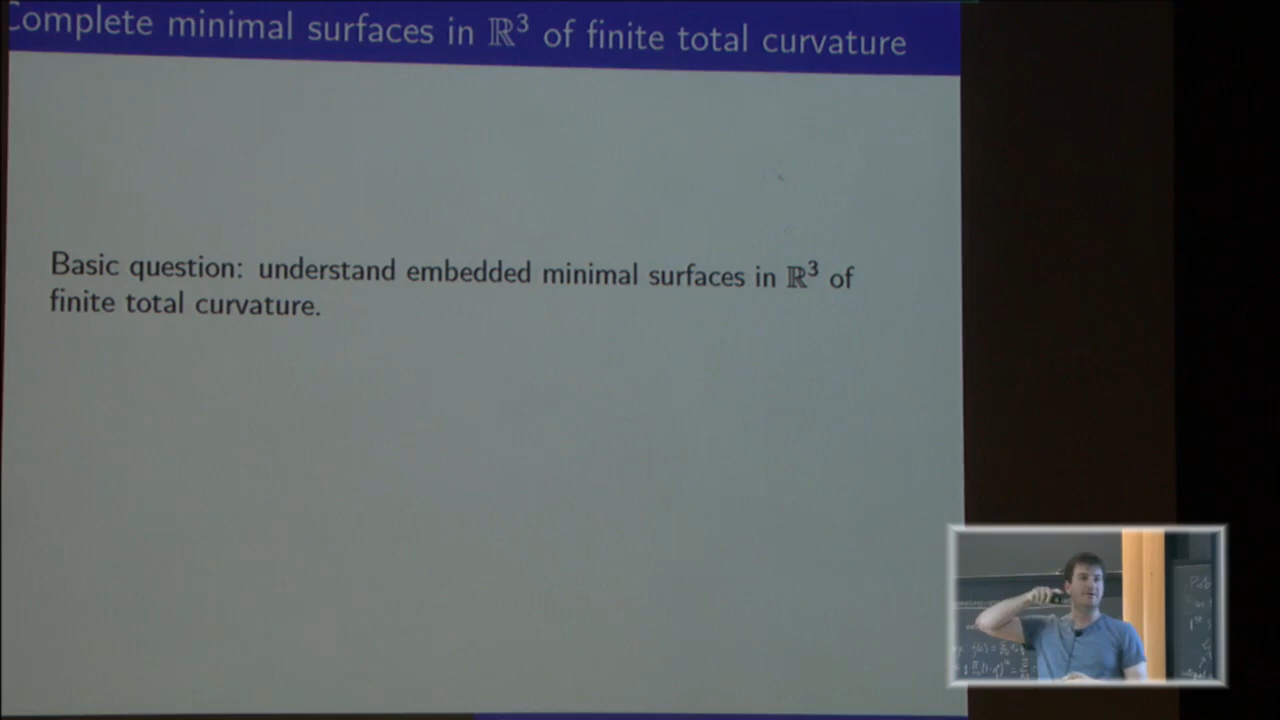 Complete minimal surfaces in ℝ³ of finite total curvature
Basic question: understand embedded minimal surfaces in ℝ³ of
finite total curvature.